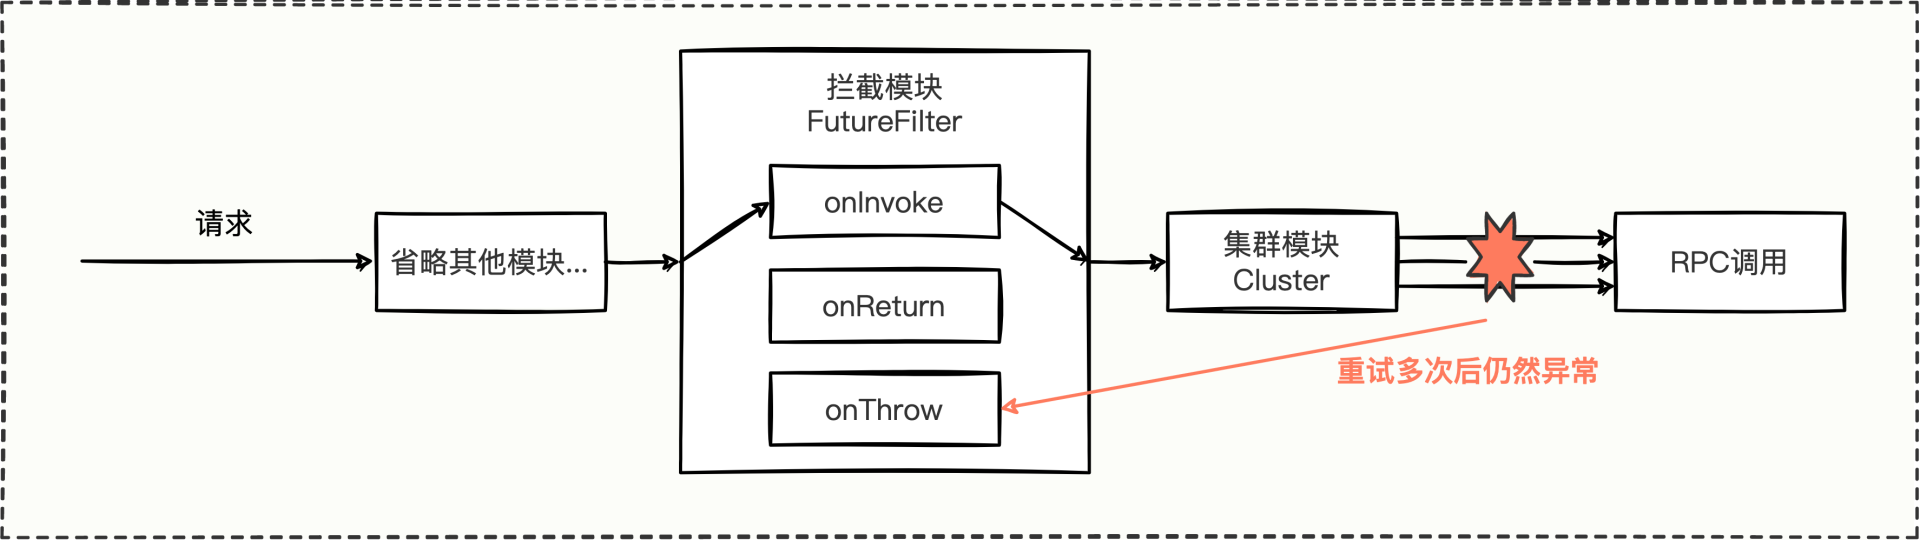 请求
省略其他模块...
拦截模块
FutureFilter
onInvoke
onReturn
onThrow
集群模块
Cluster
RPC调用
重试多次后仍然异常